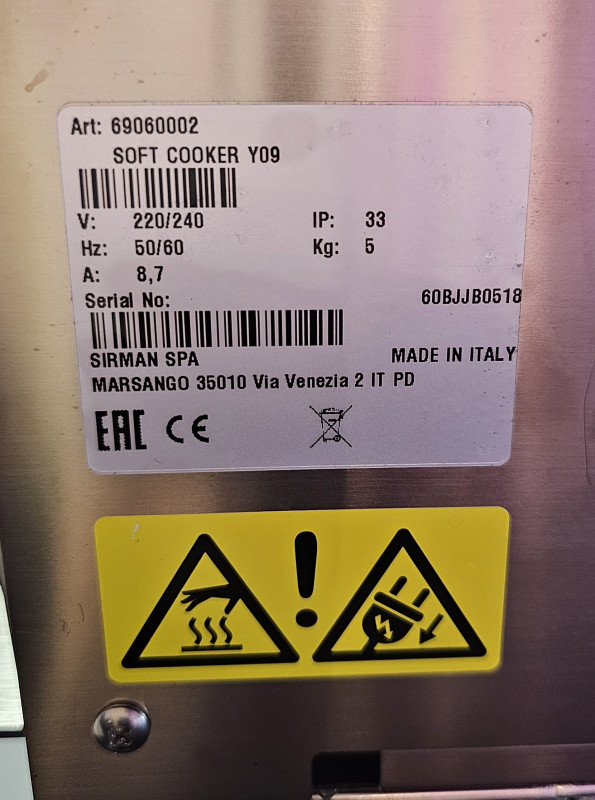 Art: 69060002
SOFT COOKER Y09
V: 220/240 IP: 33
Hz: 50/60 Kg: 5
A: 8,7
Serial No: 60BJJB0518
SIRMAN SPA MADE IN ITALY
MARSANGO 35010 Via Venezia 2 IT PD
EAC CE
!